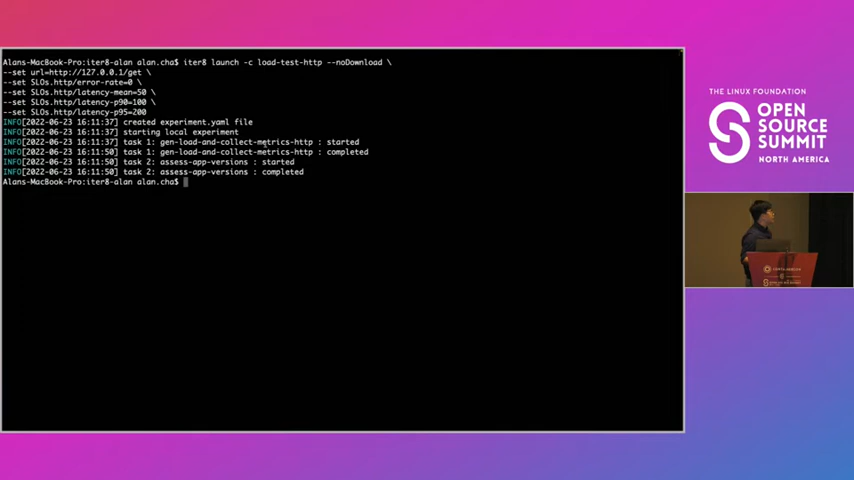 Alans-MacBook-Pro:iter8-alan alan.cha$ iter8 launch -c load-test-http --noDownload \
--set url=http://127.0.0.1/get \
--set SLOs.http/error-rate=0 \
--set SLOs.http/latency-mean=50 \
--set SLOs.http/latency-p90=100 \
--set SLOs.http/latency-p95=200
INFO[2022-06-23 16:11:37] created experiment.yaml file
INFO[2022-06-23 16:11:37] starting local experiment
INFO[2022-06-23 16:11:37] task 1: gen-load-and-collect-metrics-http : started
INFO[2022-06-23 16:11:50] task 1: gen-load-and-collect-metrics-http : completed
INFO[2022-06-23 16:11:50] task 2: assess-app-versions : started
INFO[2022-06-23 16:11:50] task 2: assess-app-versions : completed
Alans-MacBook-Pro:iter8-alan alan.cha$
THE LINUX FOUNDATION
OPEN
SOURCE
SUMMIT
NORTH AMERICA